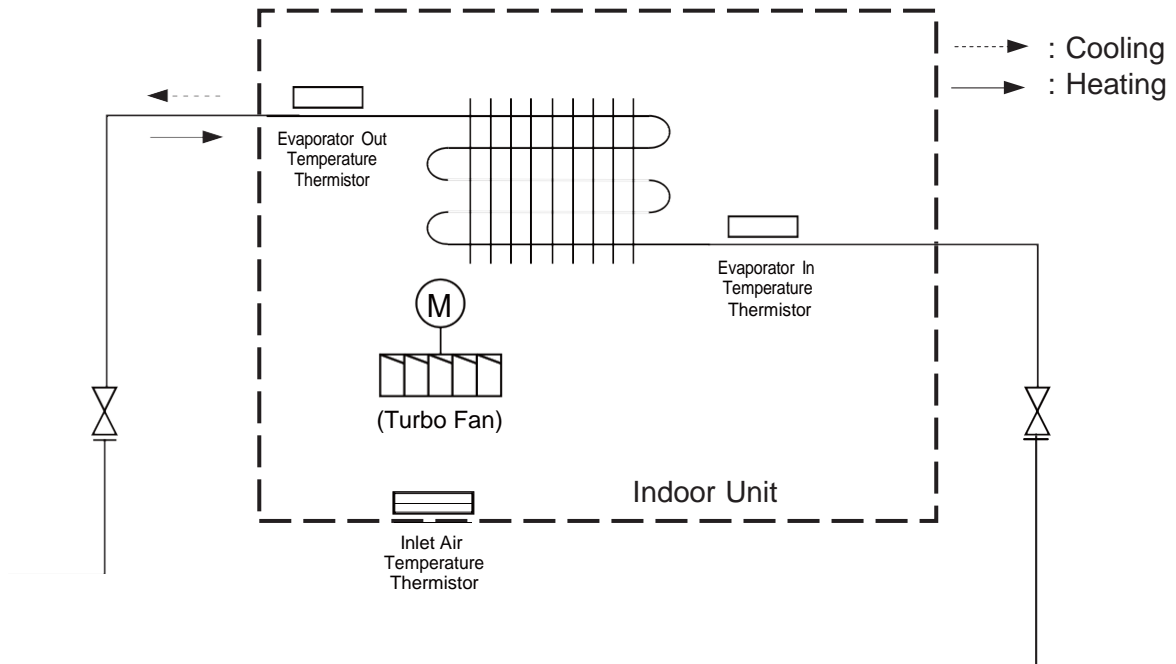 : Cooling
: Heating
Evaporator Out
Temperature
Thermistor
Evaporator In
Temperature
Thermistor
M
(Turbo Fan)
Indoor Unit
Inlet Air
Temperature
Thermistor